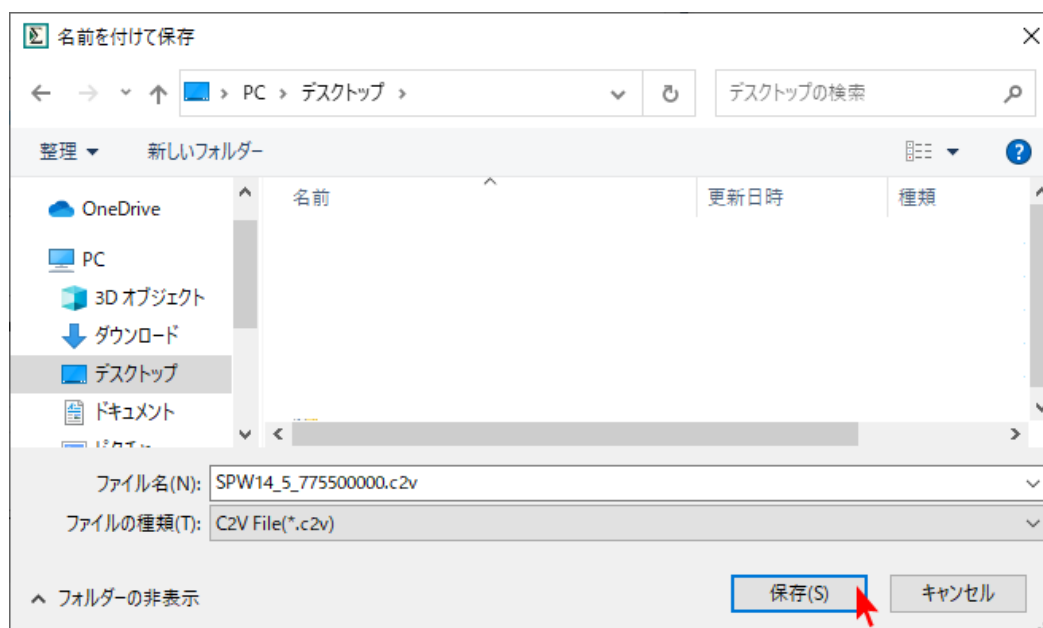 名前を付けて保存
PC > デスクトップ >
デスクトップの検索
整理
新しいフォルダー
名前
更新日時
種類
OneDrive
PC
3D オブジェクト
ダウンロード
デスクトップ
ドキュメント
ファイル名(N): SPW14_5_775500000.c2v
ファイルの種類(T): C2V File(*.c2v)
フォルダーの非表示
保存(S)
キャンセル